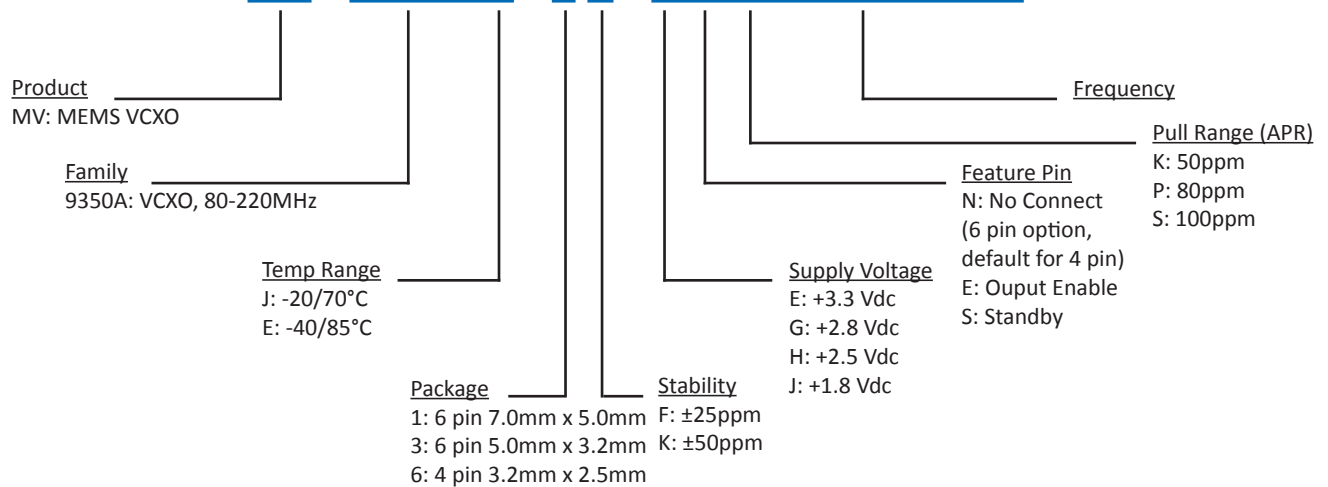 Product
MV: MEMS VCXO
Family
9350A: VCXO, 80-220MHz
Temp Range
J: -20/70°C
E: -40/85°C
Package
1: 6 pin 7.0mm x 5.0mm
3: 6 pin 5.0mm x 3.2mm
6: 4 pin 3.2mm x 2.5mm
Stability
F: ±25ppm
K: ±50ppm
Supply Voltage
E: +3.3 Vdc
G: +2.8 Vdc
H: +2.5 Vdc
J: +1.8 Vdc
Feature Pin
N: No Connect
(6 pin option,
default for 4 pin)
E: Ouput Enable
S: Standby
Pull Range (APR)
K: 50ppm
P: 80ppm
S: 100ppm
Frequency